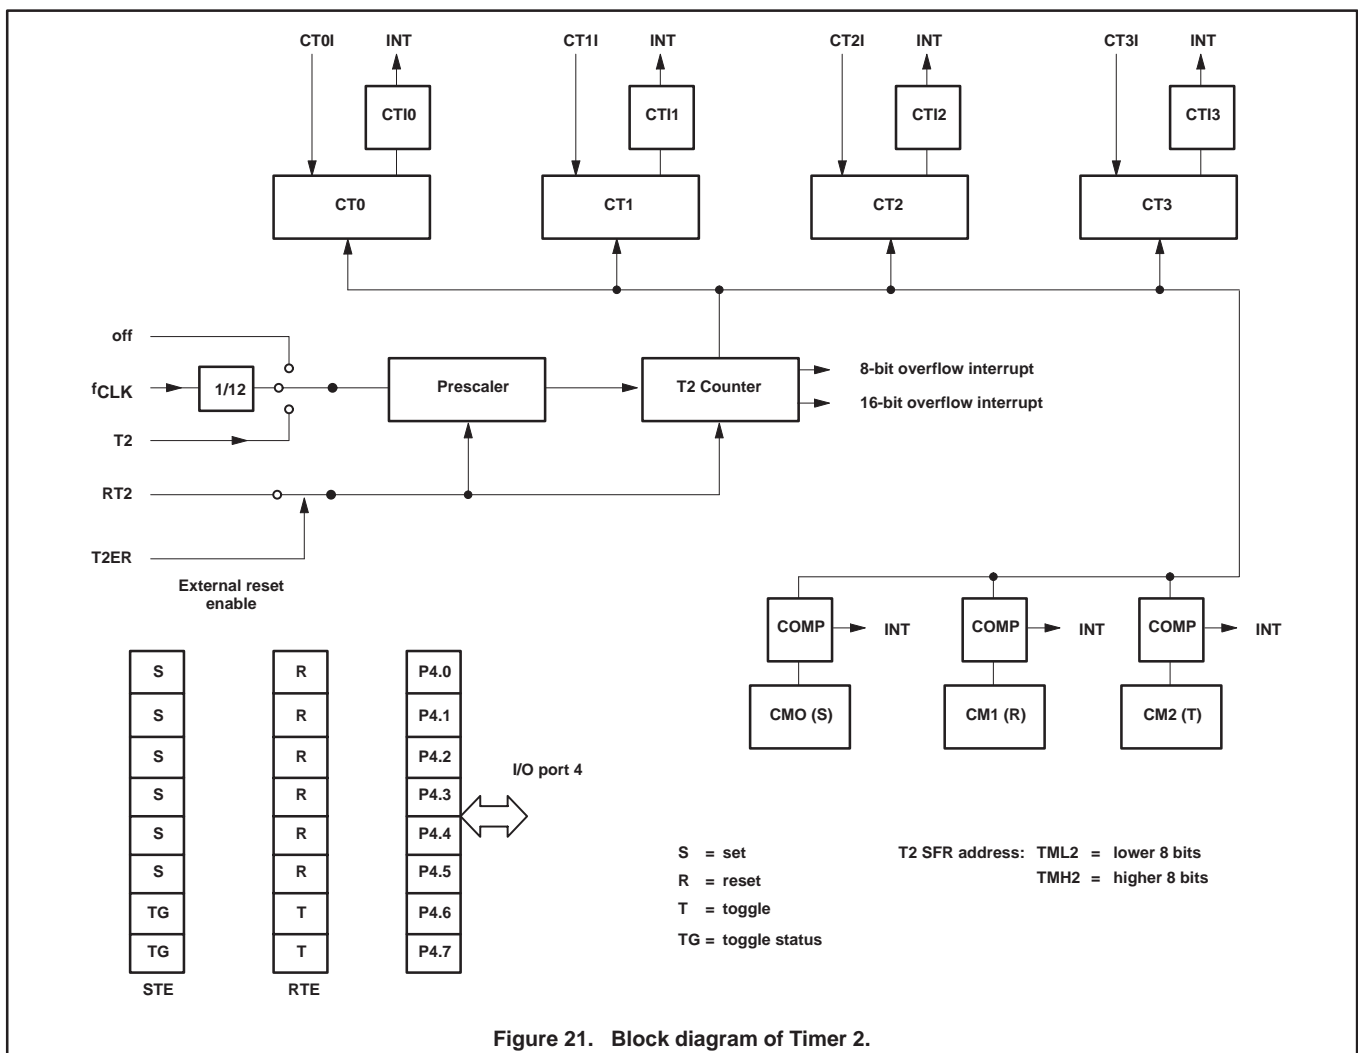 CT0I INT CT1I INT CT2I INT CT3I INT
CTI0 CTI1 CTI2 CTI3
CT0 CT1 CT2 CT3
off
fCLK 1/12 Prescaler T2 Counter
8-bit overflow interrupt
16-bit overflow interrupt
T2
RT2
T2ER
External reset
enable
COMP INT COMP INT COMP INT
CMO (S) CM1 (R) CM2 (T)
S R P4.0
S R P4.1
S R P4.2
I/O port 4
S R P4.3
S R P4.4
S R P4.5
TG T P4.6
TG T P4.7
STE RTE
S = set
R = reset
T = toggle
TG = toggle status
T2 SFR address: TML2 = lower 8 bits
TMH2 = higher 8 bits
Figure 21. Block diagram of Timer 2.